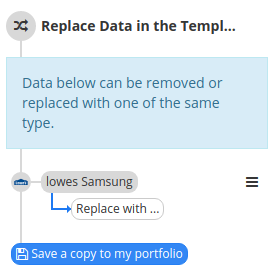 Replace Data in the Templ...
Data below can be removed or
replaced with one of the same
type.
lowes Samsung
Replace with ...
Save a copy to my portfolio